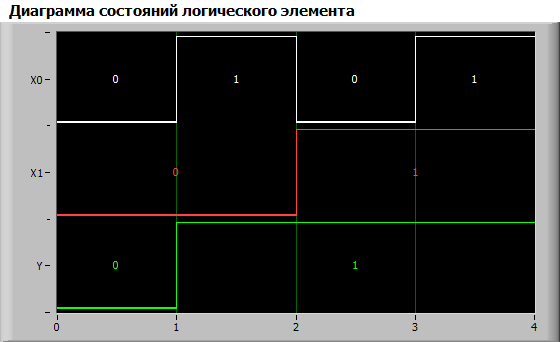 Диаграмма состояний логического элемента
X0
0 1 0 1
X1
0 1
Y
0 1
0 1 2 3 4